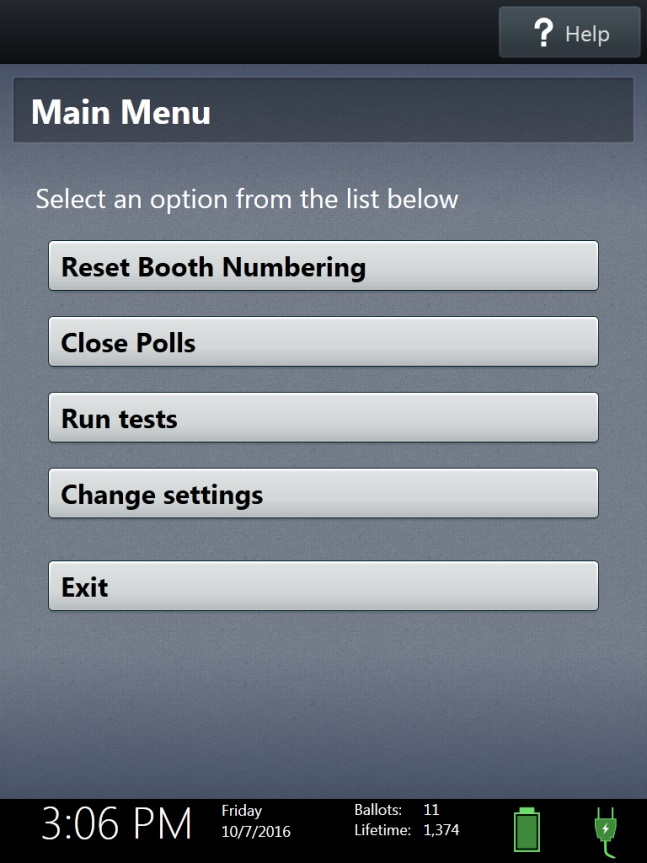 ? Help
Main Menu
Select an option from the list below
Reset Booth Numbering
Close Polls
Run tests
Change settings
Exit
3:06 PM
Friday
10/7/2016
Ballots: 11
Lifetime: 1,374